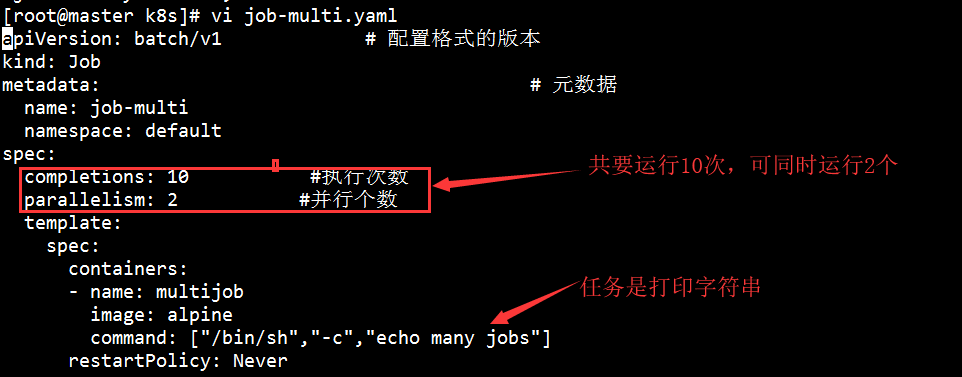 [root@master k8s]# vi job-multi.yaml
apiVersion: batch/v1 # 配置格式的版本
kind: Job
metadata: # 元数据
name: job-multi
namespace: default
spec:
completions: 10 #执行次数
共要运行10次，可同时运行2个
parallelism: 2 #并行个数
template:
spec:
containers:
- name: multijob
任务是打印字符串
image: alpine
command: ["/bin/sh","-c","echo many jobs"]
restartPolicy: Never